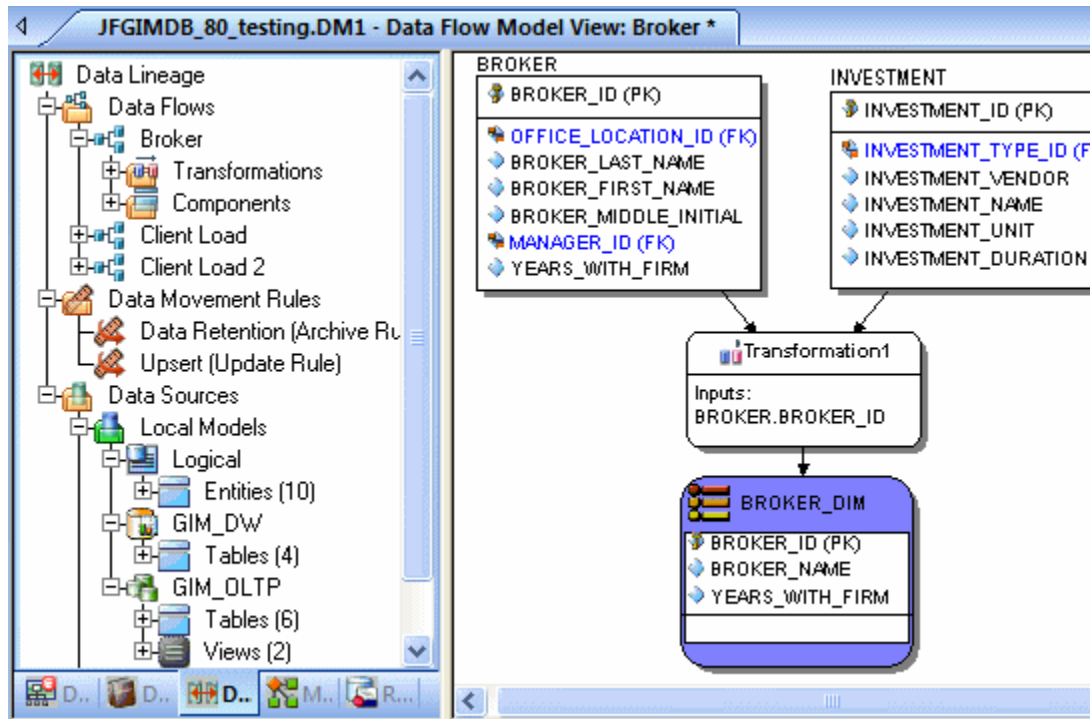 JFGIMDB_80_testing.DM1 - Data Flow Model View: Broker *
Data Lineage
Data Flows
Broker
Transformations
Components
Client Load
Client Load 2
Data Movement Rules
Data Retention (Archive Ru
Upsert (Update Rule)
Data Sources
Local Models
Logical
Entities (10)
GIM_DW
Tables (4)
GIM_OLTP
Tables (6)
Views (2)
D..
D..
D..
M..
R...
BROKER
BROKER_ID (PK)
OFFICE_LOCATION_ID (FK)
BROKER_LAST_NAME
BROKER_FIRST_NAME
BROKER_MIDDLE_INITIAL
MANAGER_ID (FK)
YEARS_WITH_FIRM
INVESTMENT
INVESTMENT_ID (PK)
INVESTMENT_TYPE_ID (F
INVESTMENT_VENDOR
INVESTMENT_NAME
INVESTMENT_UNIT
INVESTMENT_DURATION
Transformation1
Inputs:
BROKER.BROKER_ID
BROKER_DIM
BROKER_ID (PK)
BROKER_NAME
YEARS_WITH_FIRM